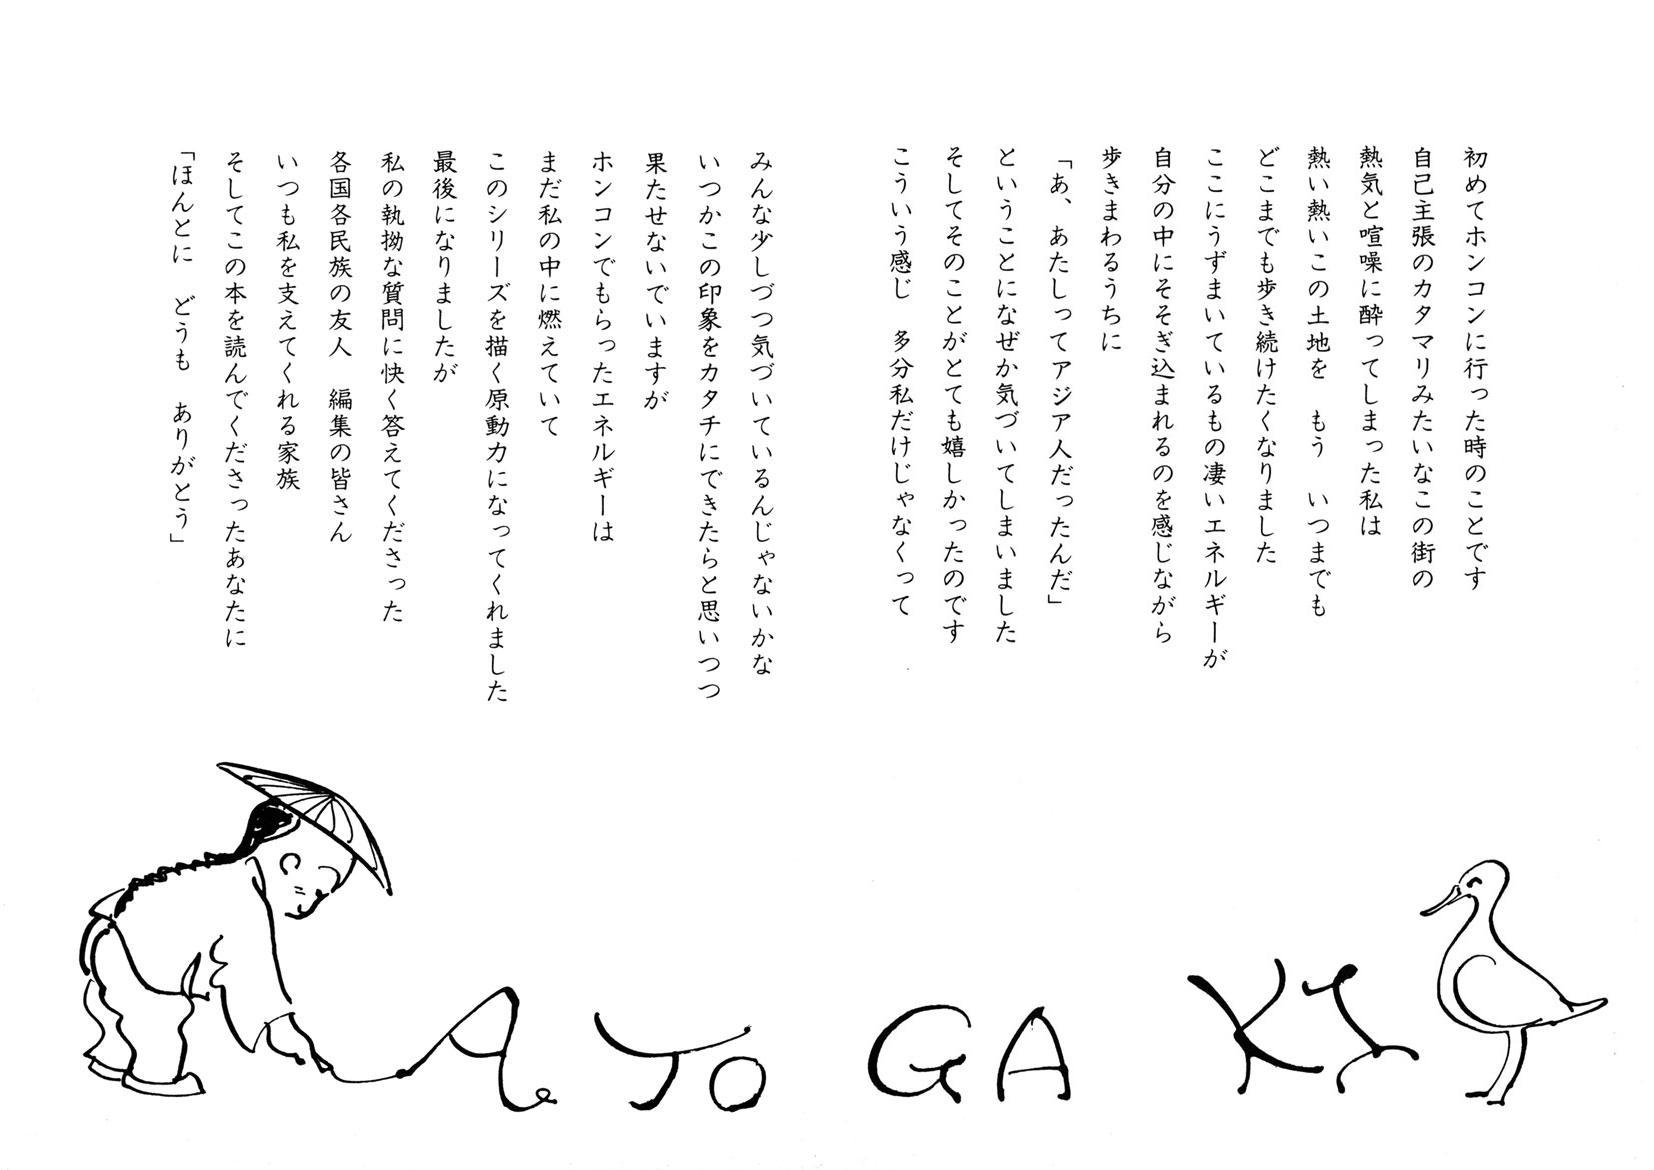 初めてホンコンに行った時のことです
自己主張のカタマリみたいなこの街の
熱気と喧噪に酔ってしまった私は
熱い熱いこの土地を　もう　いつまでも
どこまでも歩き続けたくなりました
ここにうずまいているもの凄いエネルギーが
自分の中にそそぎ込まれるのを感じながら
歩きまわるうちに
「あ、あたしってアジア人だったんだ」
ということになぜか気づいてしまいました
そしてそのことがとても嬉しかったのです
こういう感じ　多分私だけじゃなくって
みんな少しづつ気づいているんじゃないかな
いつかこの印象をカタチにできたらと思いつつ
果たせないでいますが
ホンコンでもらったエネルギーは
まだ私の中に燃えていて
このシリーズを描く原動力になってくれました
最後になりましたが
私の執拗な質問に快く答えてくださった
各国各民族の友人　編集の皆さん
いつも私を支えてくれる家族
そしてこの本を読んでくださったあなたに
「ほんとに　どうも　ありがとう」
ATOGAKI